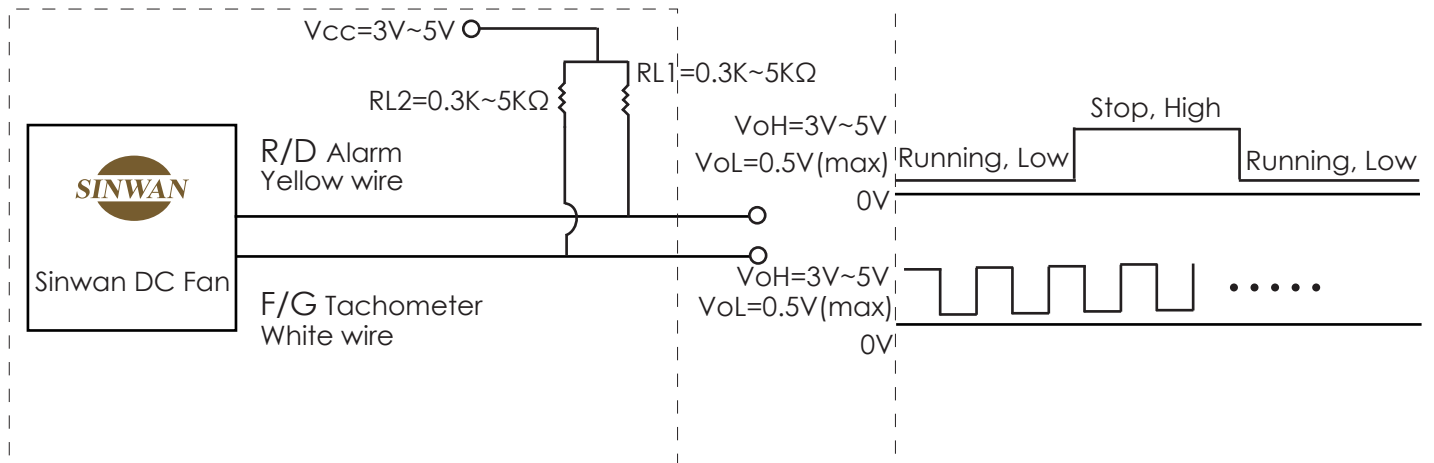 Vcc=3V~5V
RL1=0.3K~5KΩ
RL2=0.3K~5KΩ
SINWAN
Sinwan DC Fan
R/D Alarm
Yellow wire
F/G Tachometer
White wire
VoH=3V~5V
VoL=0.5V(max)
0V
Running, Low
Stop, High
Running, Low
VoH=3V~5V
VoL=0.5V(max)
0V